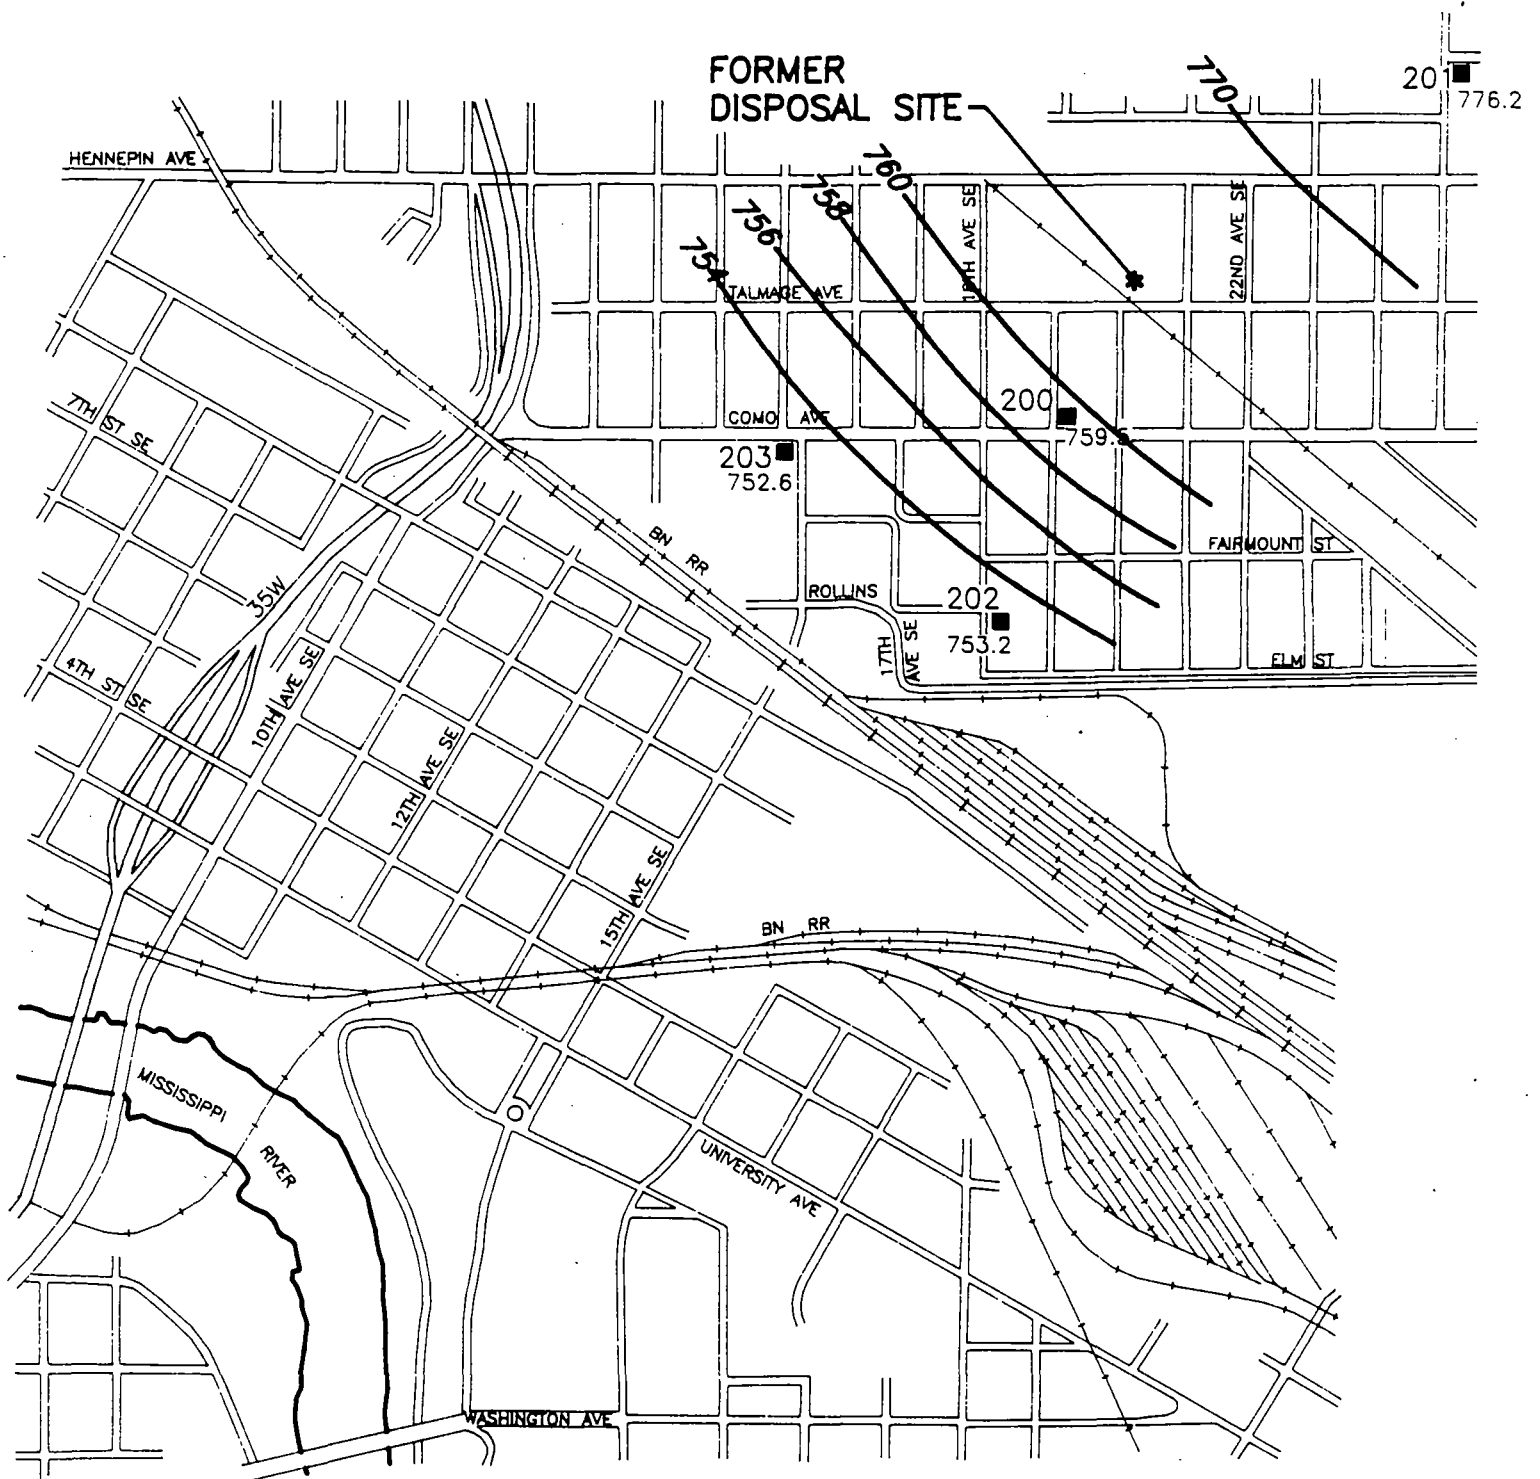 FORMER
DISPOSAL SITE
770
201
776.2
HENNEPIN AVE
760
758
756
754
18TH AVE SE
22ND AVE SE
TALMAGE AVE
200
759.5
COMO AVE
203
752.6
7TH ST SE
BN RR
FAIRMOUNT ST
35W
ROLLINS
202
753.2
17TH
AVE SE
ELM ST
4TH ST SE
10TH AVE SE
12TH AVE SE
15TH AVE SE
BN RR
MISSISSIPPI
RIVER
UNIVERSITY AVE
WASHINGTON AVE